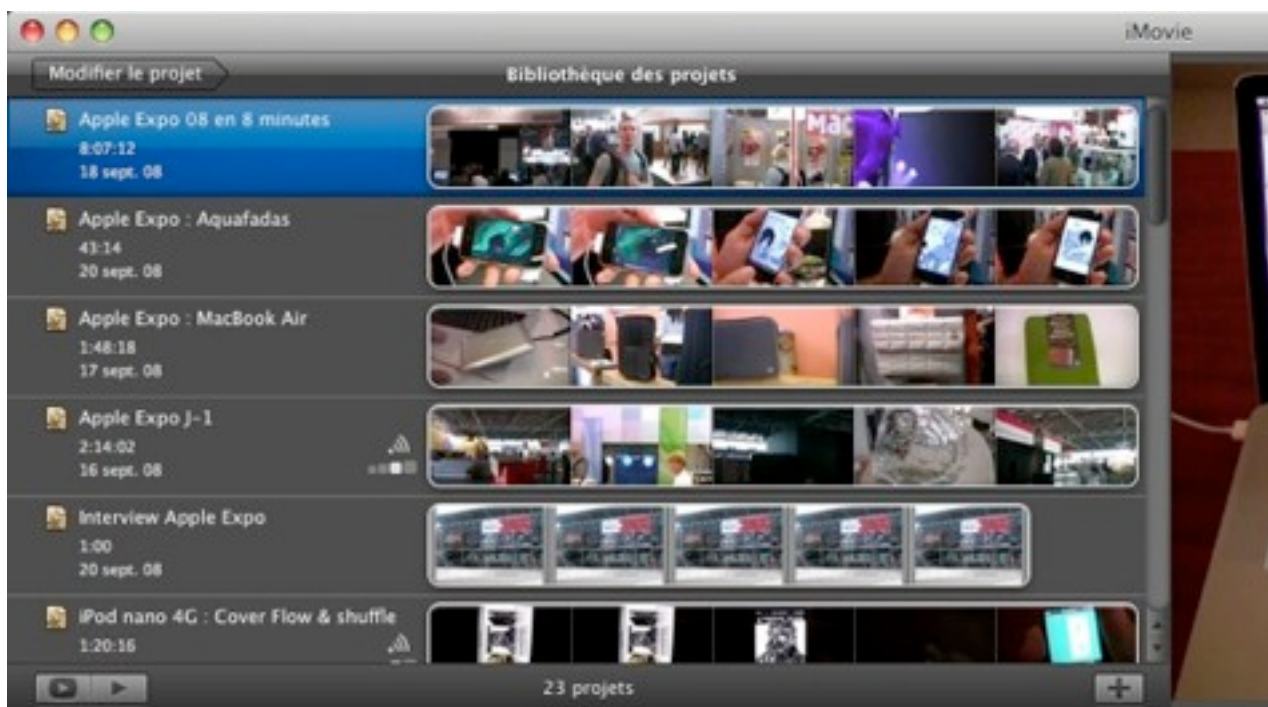 iMovie
Modifier le projet
Bibliothèque des projets
Apple Expo 08 en 8 minutes
8:07:12
18 sept. 08
Mac
Apple Expo : Aquafadas
43:14
20 sept. 08
Apple Expo : MacBook Air
1:48:18
17 sept. 08
Apple Expo J-1
2:14:02
16 sept. 08
Interview Apple Expo
1:00
20 sept. 08
iPod nano 4G : Cover Flow & shuffle
1:20:16
23 projets